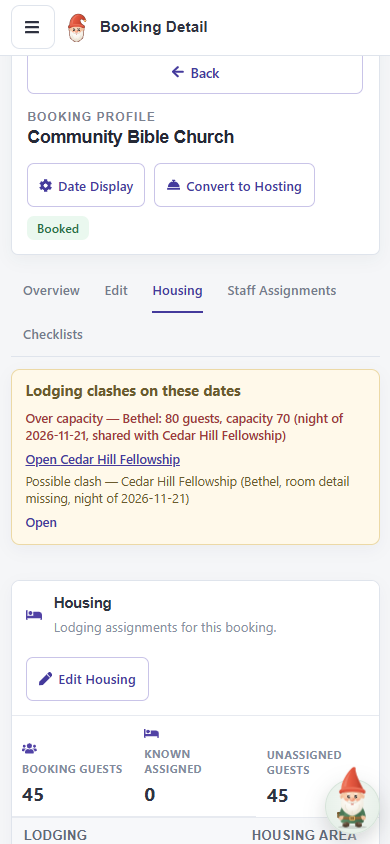 Booking Detail
Back
BOOKING PROFILE
Community Bible Church
Date Display
Convert to Hosting
Booked
Overview
Edit
Housing
Staff Assignments
Checklists
Lodging clashes on these dates
Over capacity — Bethel: 80 guests, capacity 70 (night of
2026-11-21, shared with Cedar Hill Fellowship)
Open Cedar Hill Fellowship
Possible clash — Cedar Hill Fellowship (Bethel, room detail
missing, night of 2026-11-21)
Open
Housing
Lodging assignments for this booking.
Edit Housing
BOOKING GUESTS
45
KNOWN
ASSIGNED
0
UNASSIGNED
GUESTS
45
LODGING
HOUSING AREA